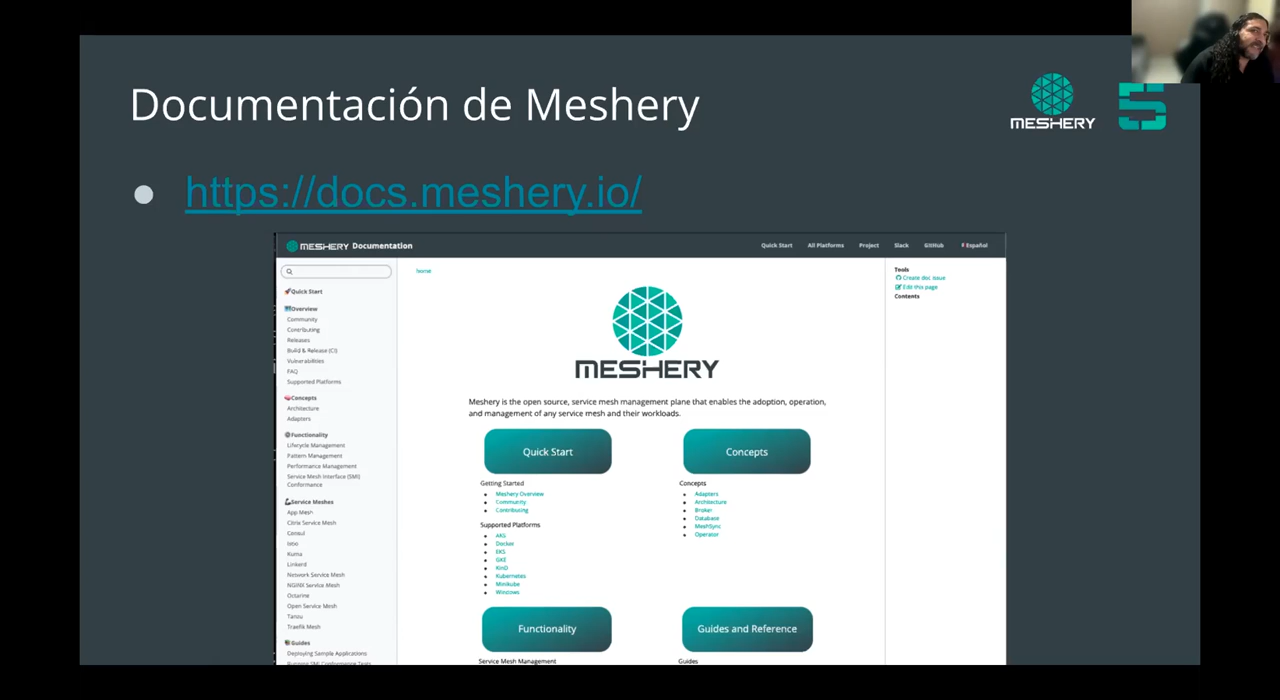 Documentación de Meshery
MESHERY
https://docs.meshery.io/
MESHERY Documentation
Quick Start
All Platforms
Project
Slack
GitHub
Español
home
Quick Start
Overview
Community
Contributing
Releases
Build & Release (CI)
Vulnerabilities
FAQ
Supported Platforms
Concepts
Architecture
Adapters
Functionality
Lifecycle Management
Pattern Management
Performance Management
Service Mesh Interface (SMI)
Conformance
Service Meshes
App Mesh
Citrix Service Mesh
Consul
Istio
Kuma
Linkerd
Network Service Mesh
NGINX Service Mesh
Octarine
Open Service Mesh
Tanzu
Traefik Mesh
Guides
Deploying Sample Applications
Running SMI Conformance Tests
MESHERY
Meshery is the open source, service mesh management plane that enables the adoption, operation,
and management of any service mesh and their workloads.
Quick Start
Getting Started
Meshery Overview
Community
Contributing
Supported Platforms
AKS
Docker
EKS
GKE
KinD
Kubernetes
Minikube
Windows
Concepts
Concepts
Adapters
Architecture
Broker
Database
MeshSync
Operator
Functionality
Service Mesh Management
Guides and Reference
Guides
Tools
Create doc issue
Edit this page
Contents